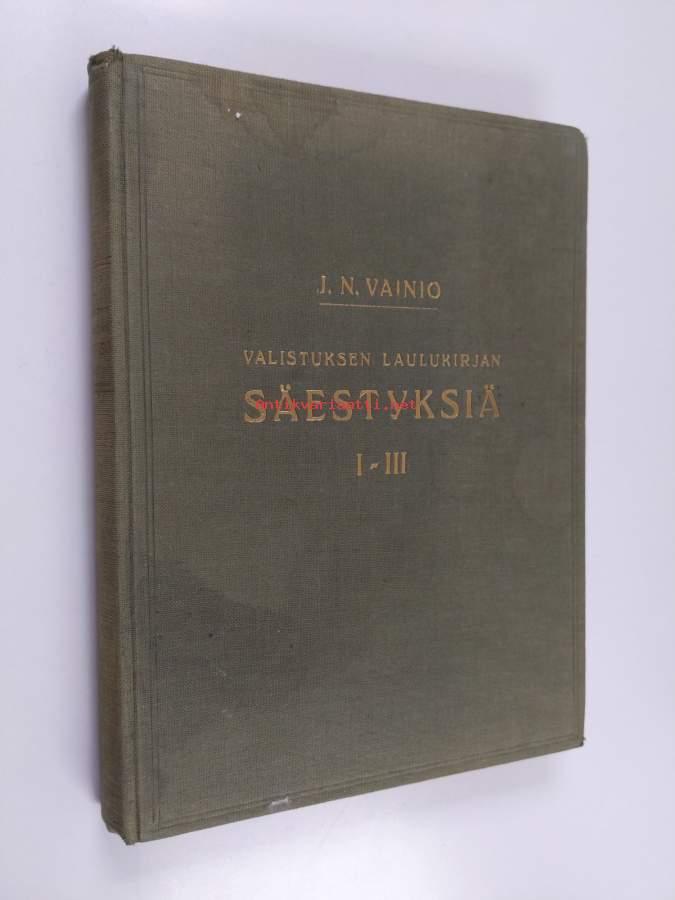 J. N. VAINIO
VALISTUKSEN LAULUKIRJAN
SÄESTYKSIÄ
antikvariaatti.net
I-III